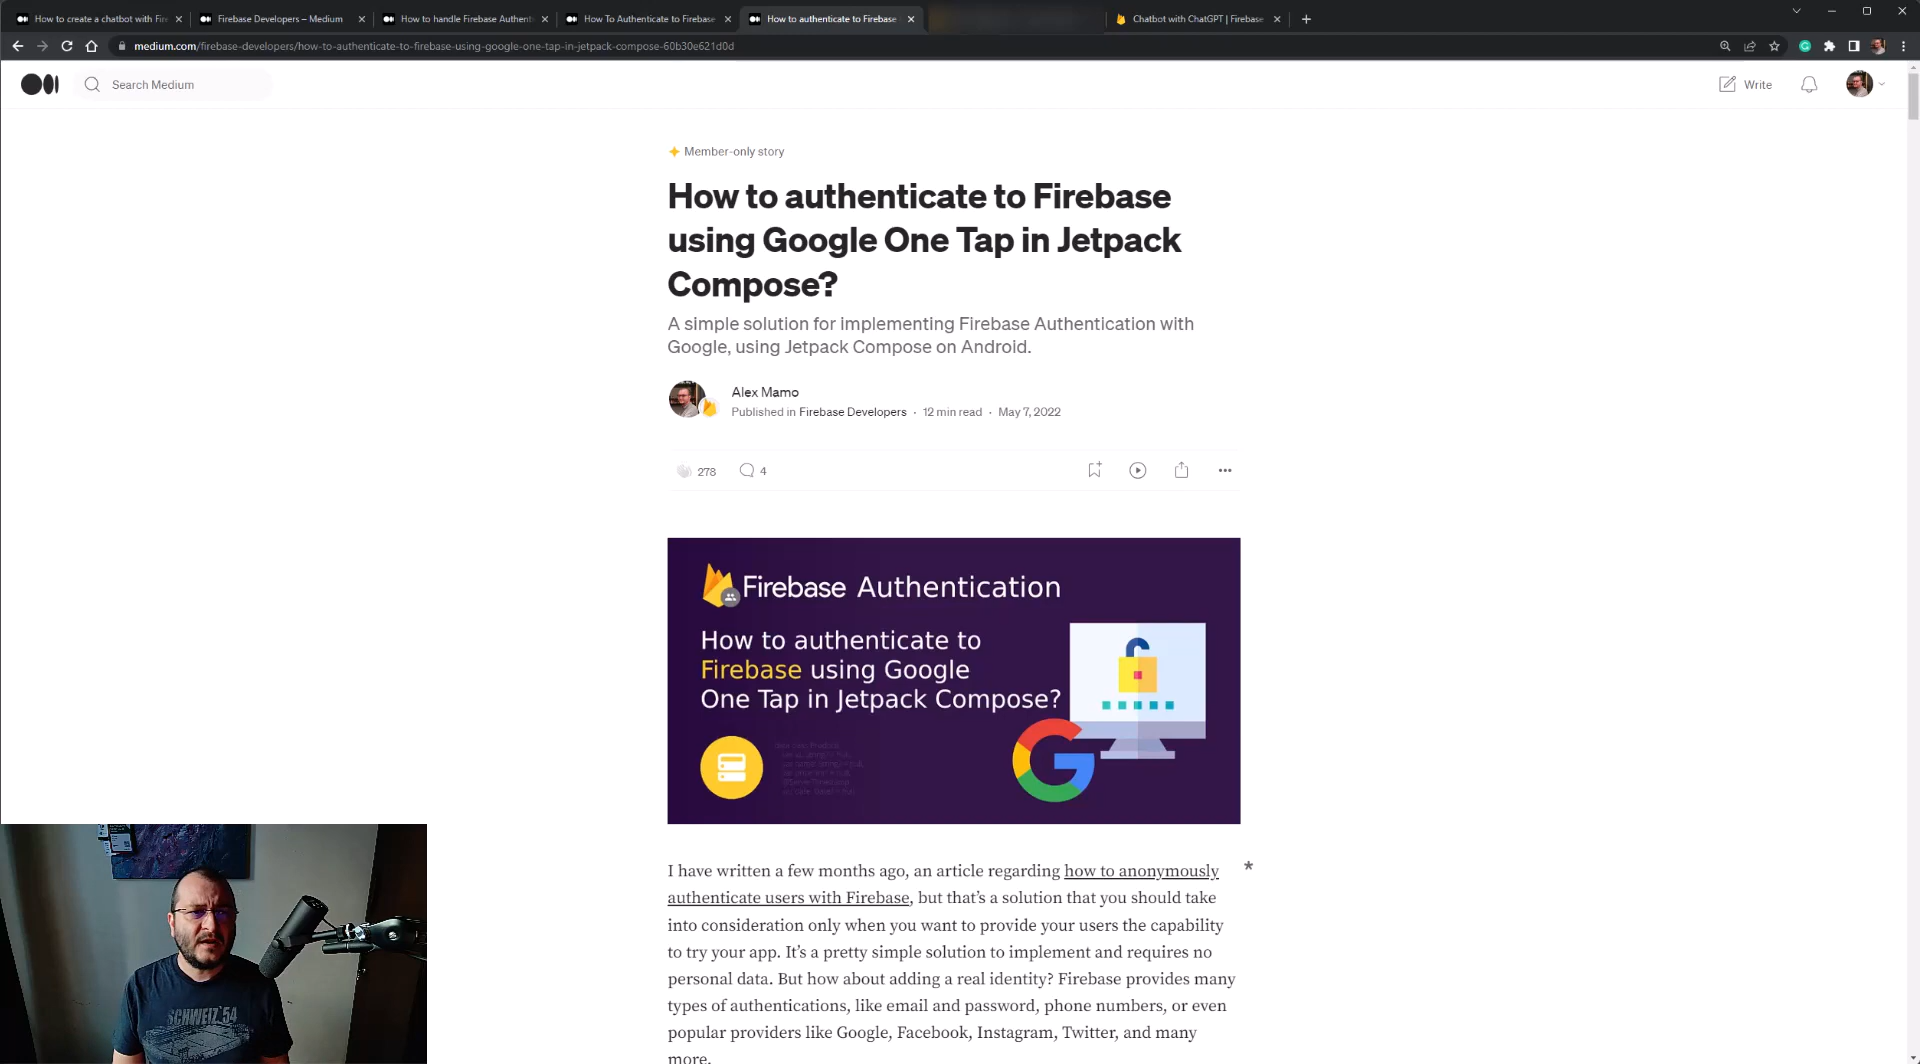 How to create a chatbot with Fire
Firebase Developers – Medium
How to handle Firebase Authent
How To Authenticate to Firebase
How to authenticate to Firebase
Chatbot with ChatGPT | Firebase
medium.com/firebase-developers/how-to-authenticate-to-firebase-using-google-one-tap-in-jetpack-compose-60b30e621d0d
Search Medium
Write
Member-only story
How to authenticate to Firebase
using Google One Tap in Jetpack
Compose?
A simple solution for implementing Firebase Authentication with
Google, using Jetpack Compose on Android.
Alex Mamo
Published in Firebase Developers · 12 min read · May 7, 2022
278 4
Firebase Authentication
How to authenticate to
Firebase using Google
One Tap in Jetpack Compose?
I have written a few months ago, an article regarding how to anonymously *
authenticate users with Firebase, but that's a solution that you should take
into consideration only when you want to provide your users the capability
to try your app. It's a pretty simple solution to implement and requires no
personal data. But how about adding a real identity? Firebase provides many
types of authentications, like email and password, phone numbers, or even
popular providers like Google, Facebook, Instagram, Twitter, and many
more.
SCHWEIZ'54